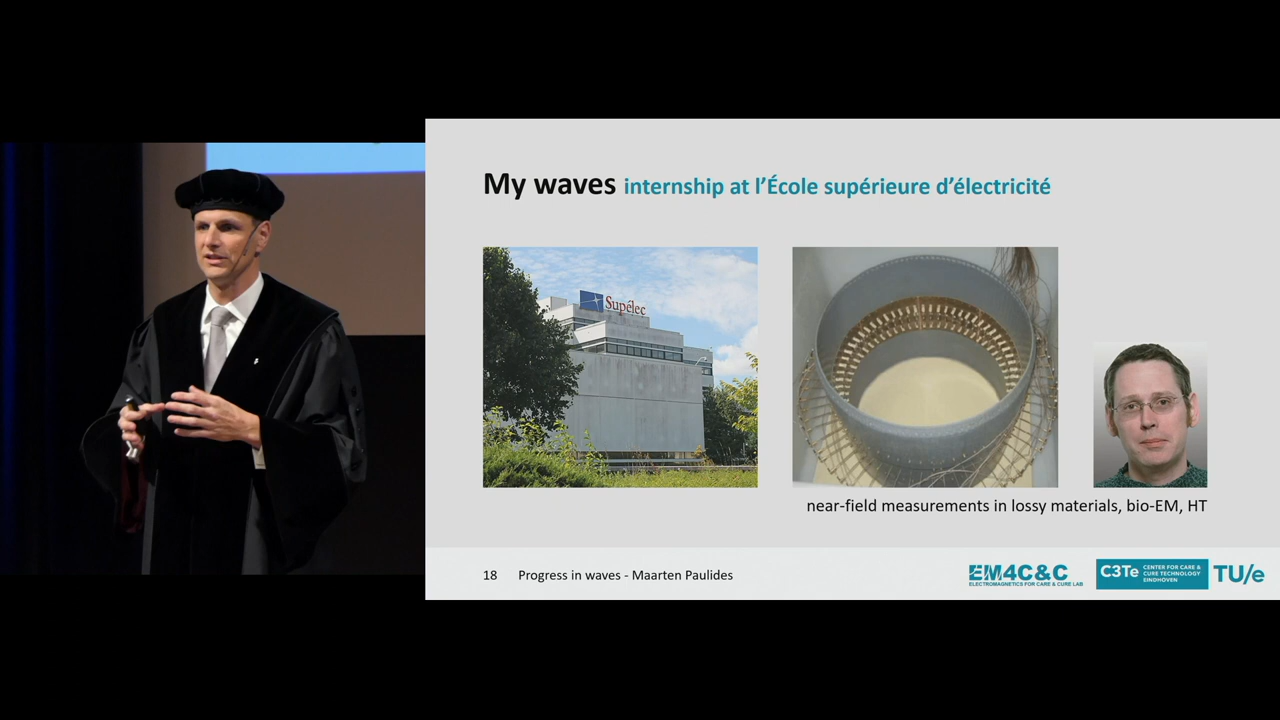 My waves internship at l'École supérieure d'électricité
Supélec
near-field measurements in lossy materials, bio-EM, HT
18 Progress in waves - Maarten Paulides
EM4C&C
ELECTROMAGNETICS FOR CARE & CURE LAB
C3Te
CENTER FOR CARE &
CURE TECHNOLOGY
EINDHOVEN
TU/e